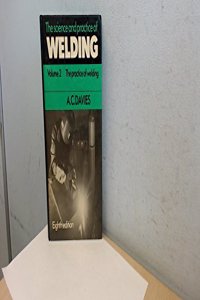 The science and practice of
WELDING
Volume 2 The practice of welding
A.C.DAVIES
Eighth edition